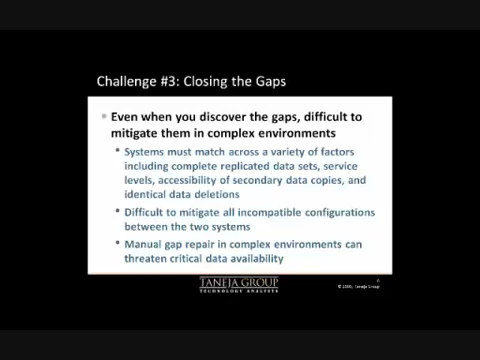 Challenge #3: Closing the Gaps
Even when you discover the gaps, difficult to
mitigate them in complex environments
Systems must match across a variety of factors
including complete replicated data sets, service
levels, accessibility of secondary data copies, and
identical data deletions
Difficult to mitigate all incompatible configurations
between the two systems
Manual gap repair in complex environments can
threaten critical data availability
TANEJA GROUP
TECHNOLOGY ANALYSTS
Taneja Group